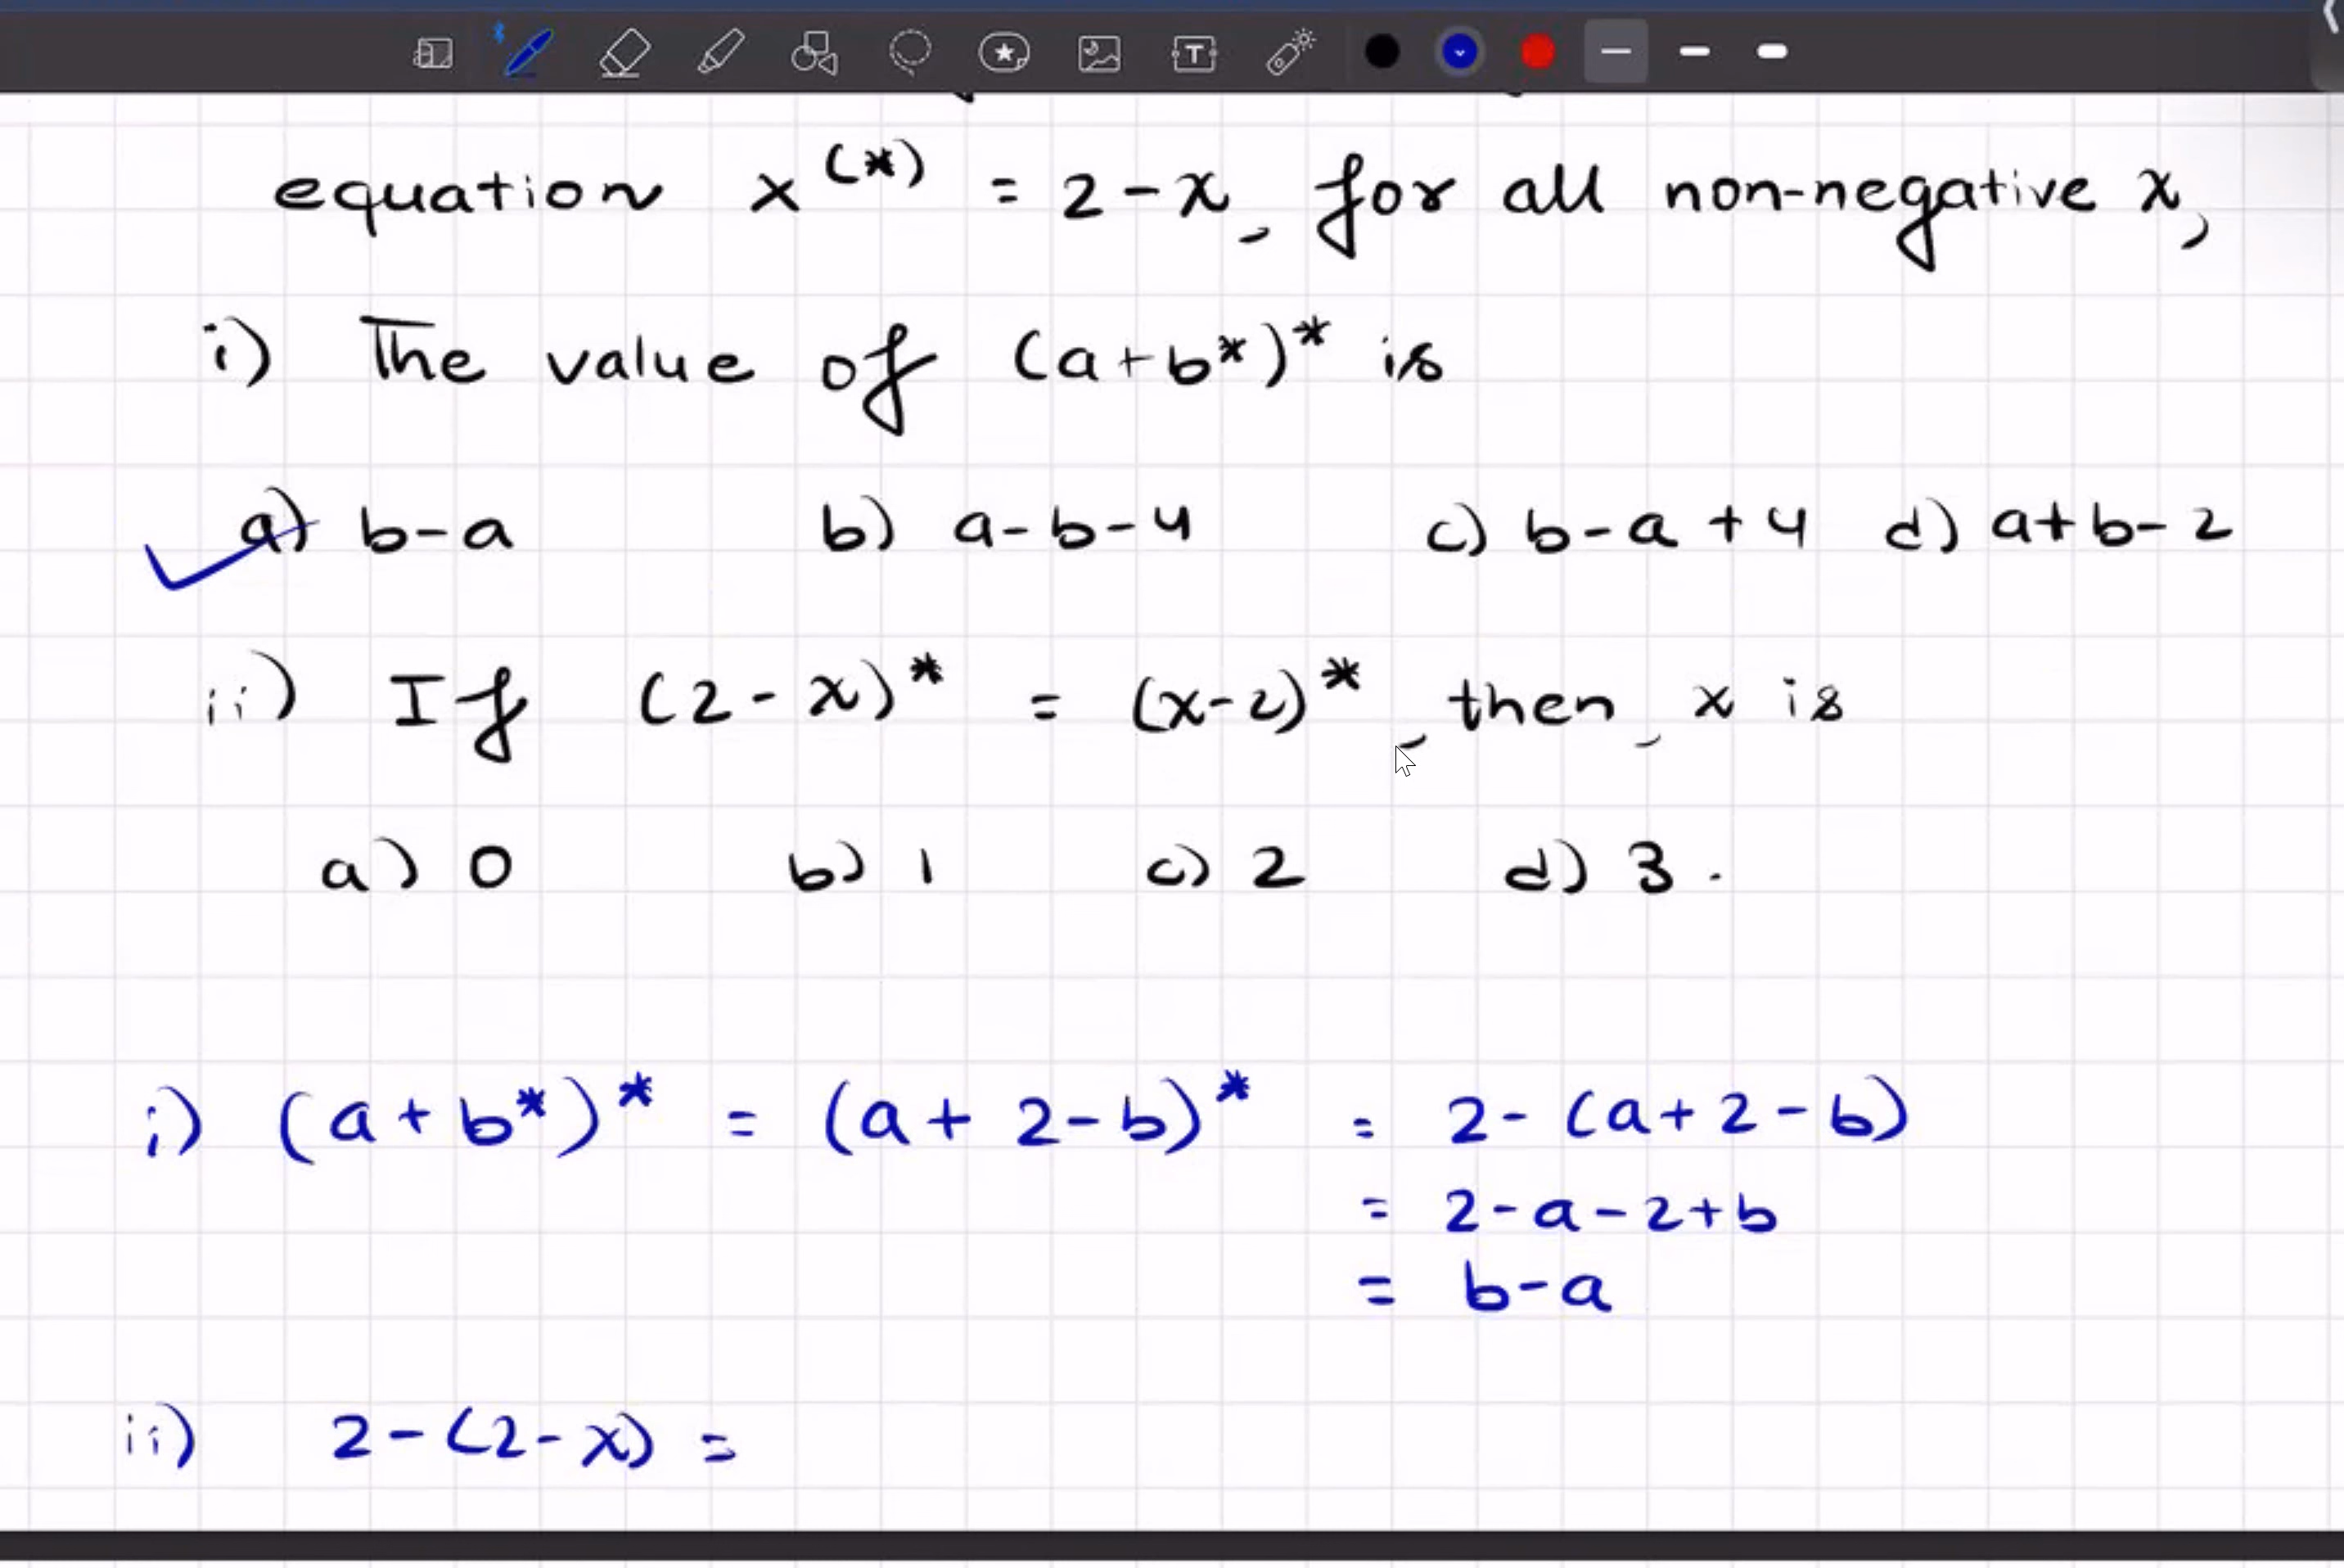 equation x^(*) = 2 - x, for all non-negative x,
i) The value of (a+b*)* is
a) b-a b) a-b-4 c) b-a+4 d) a+b-2
ii) If (2-x)* = (x-2)*, then, x is
a) 0 b) 1 c) 2 d) 3.
i) (a+b*)* = (a+2-b)* = 2-(a+2-b)
= 2-a-2+b
= b-a
ii) 2-(2-x) =